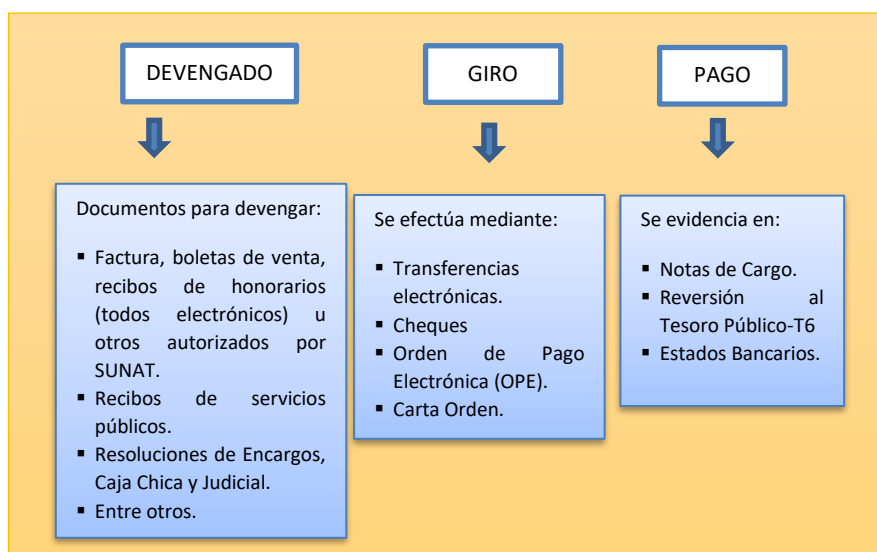 DEVENGADO
GIRO
PAGO
Documentos para devengar:
▪ Factura, boletas de venta,
recibos de honorarios
(todos electrónicos) u
otros autorizados por
SUNAT.
▪ Recibos de servicios
públicos.
▪ Resoluciones de Encargos,
Caja Chica y Judicial.
▪ Entre otros.
Se efectúa mediante:
▪ Transferencias
electrónicas.
▪ Cheques
▪ Orden de Pago
Electrónica (OPE).
▪ Carta Orden.
Se evidencia en:
▪ Notas de Cargo.
▪ Reversión al
Tesoro Público-T6
▪ Estados Bancarios.